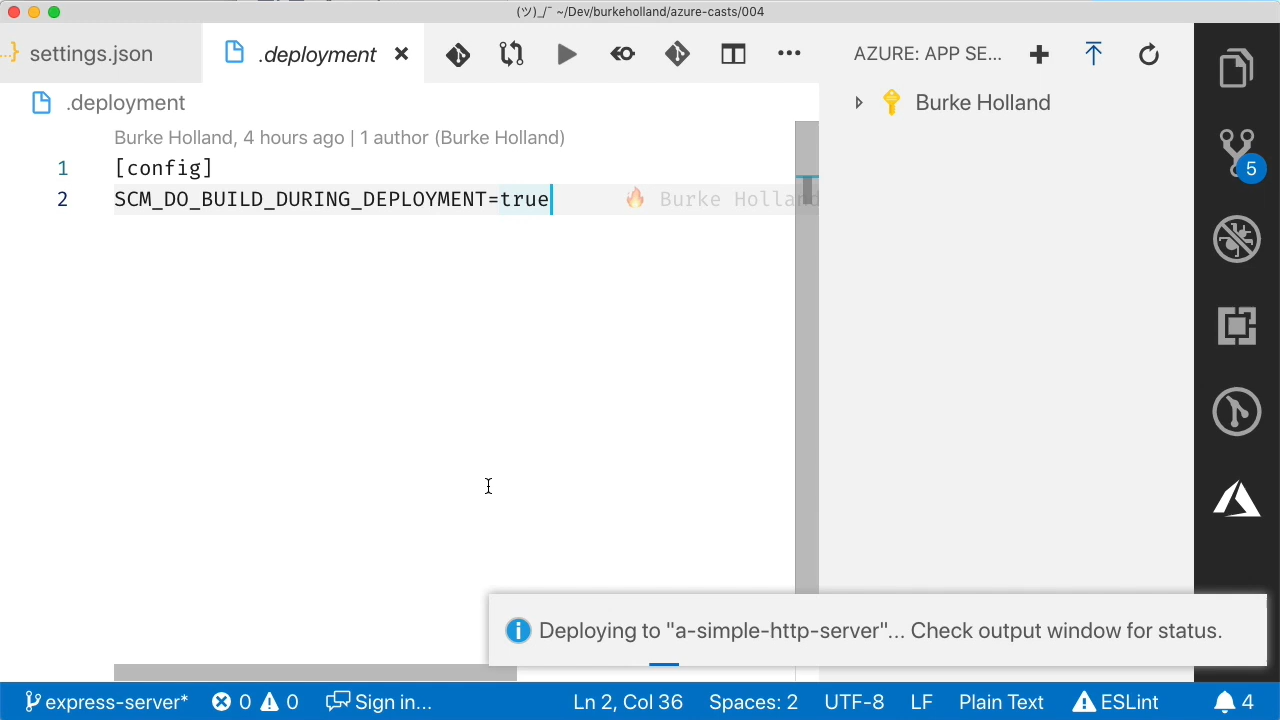 (ツ)_/¯ ~/Dev/burkeholland/azure-casts/004
settings.json
.deployment
AZURE: APP SE...
.deployment
Burke Holland
Burke Holland, 4 hours ago | 1 author (Burke Holland)
1 [config]
2 SCM_DO_BUILD_DURING_DEPLOYMENT=true
Burke Holland
5
Deploying to "a-simple-http-server"... Check output window for status.
express-server* 0 0 Sign in... Ln 2, Col 36 Spaces: 2 UTF-8 LF Plain Text ESLint 4